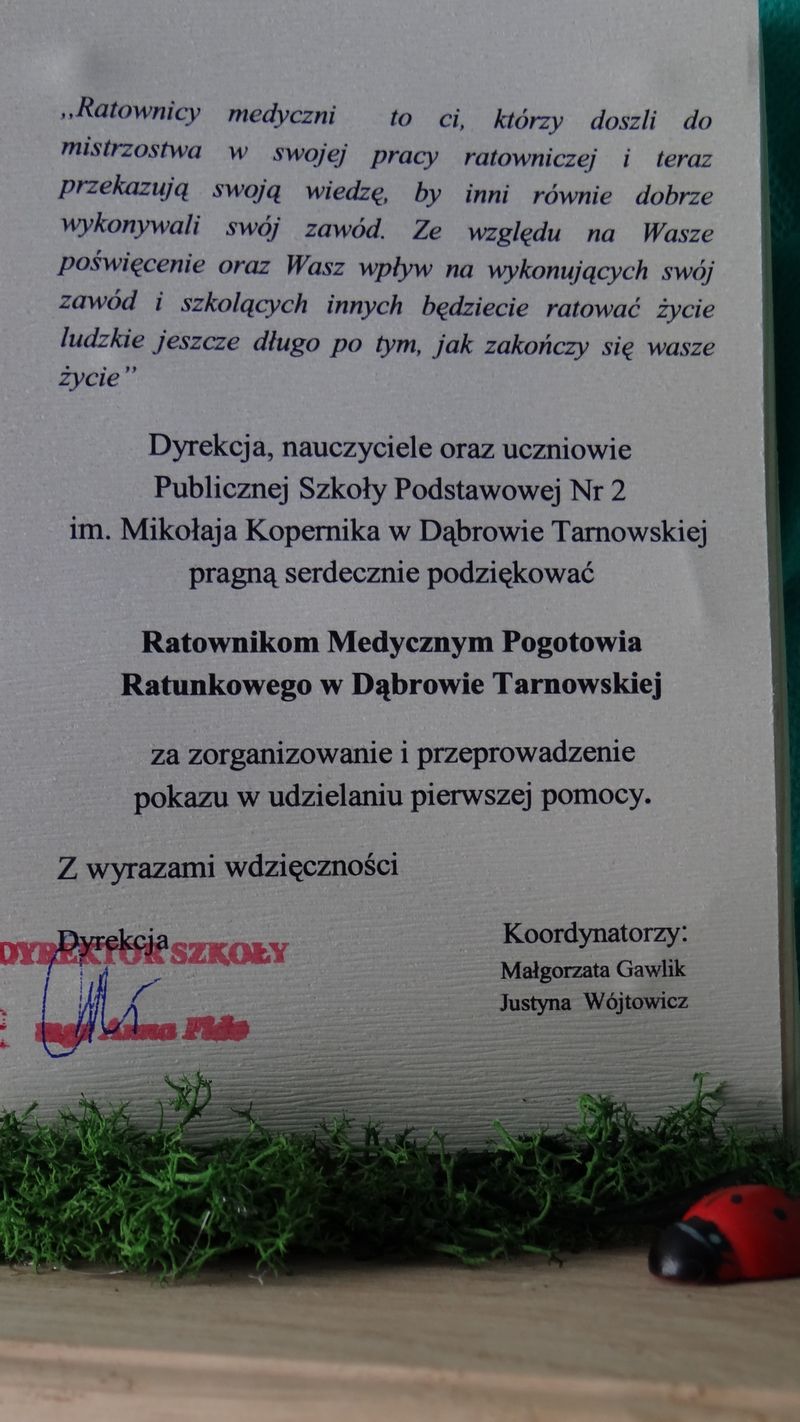 ,,Ratownicy medyczni to ci, którzy doszli do
mistrzostwa w swojej pracy ratowniczej i teraz
przekazują swoją wiedzę, by inni równie dobrze
wykonywali swój zawód. Ze względu na Wasze
poświęcenie oraz Wasz wpływ na wykonujących swój
zawód i szkolących innych będziecie ratować życie
ludzkie jeszcze długo po tym, jak zakończy się wasze
życie”
Dyrekcja, nauczyciele oraz uczniowie
Publicznej Szkoły Podstawowej Nr 2
im. Mikołaja Kopernika w Dąbrowie Tarnowskiej
pragną serdecznie podziękować
Ratownikom Medycznym Pogotowia
Ratunkowego w Dąbrowie Tarnowskiej
za zorganizowanie i przeprowadzenie
pokazu w udzielaniu pierwszej pomocy.
Z wyrazami wdzięczności
Dyrekcja
DYREKTOR SZKOŁY
Koordynatorzy:
Małgorzata Gawlik
Justyna Wójtowicz